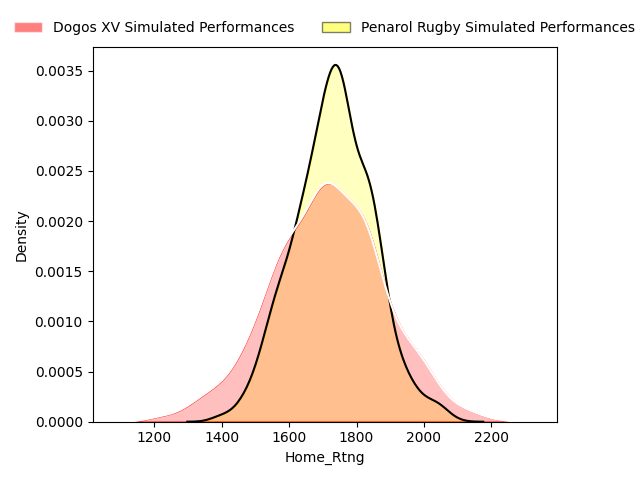 Dogos XV Simulated Performances Penarol Rugby Simulated Performances
0.0035
0.0030
0.0025
0.0020
0.0015
0.0010
0.0005
0.0000
Density
1200 1400 1600 1800 2000 2200
Home_Rtng